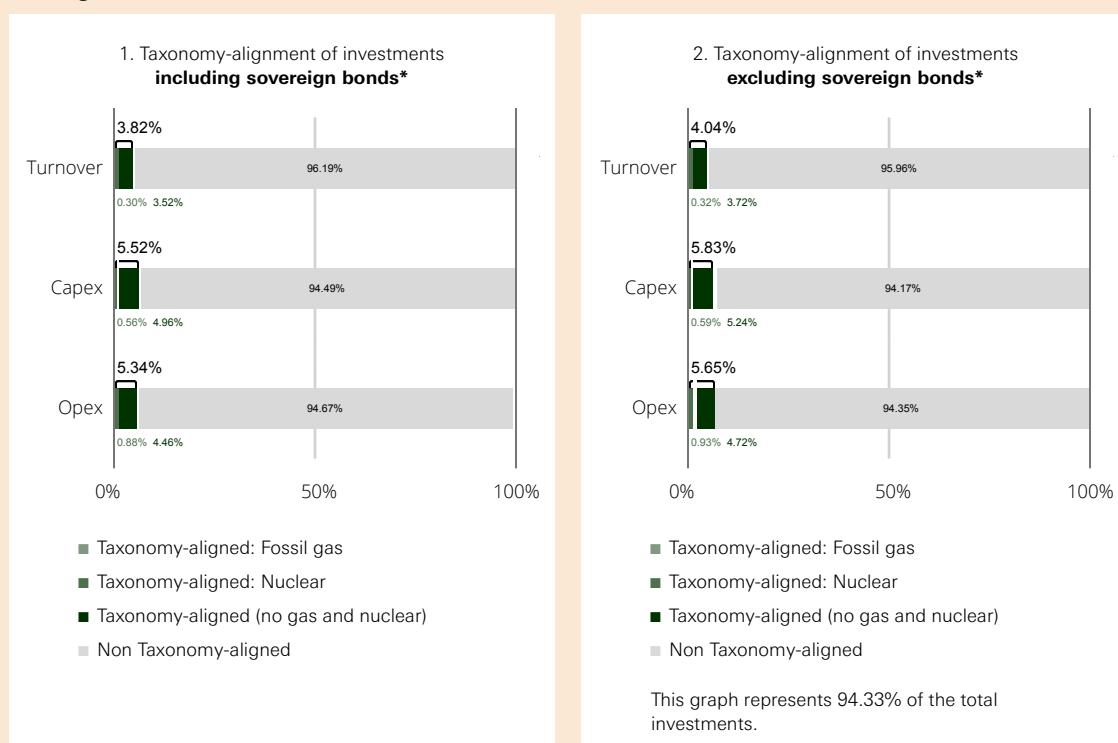 1. Taxonomy-alignment of investments
including sovereign bonds*
3.82%
Turnover
96.19%
0.30% 3.52%
5.52%
Capex
94.49%
0.56% 4.96%
5.34%
Opex
94.67%
0.88% 4.46%
0% 50% 100%
Taxonomy-aligned: Fossil gas
Taxonomy-aligned: Nuclear
Taxonomy-aligned (no gas and nuclear)
Non Taxonomy-aligned
2. Taxonomy-alignment of investments
excluding sovereign bonds*
4.04%
Turnover
95.96%
0.32% 3.72%
5.83%
Capex
94.17%
0.59% 5.24%
5.65%
Opex
94.35%
0.93% 4.72%
0% 50% 100%
Taxonomy-aligned: Fossil gas
Taxonomy-aligned: Nuclear
Taxonomy-aligned (no gas and nuclear)
Non Taxonomy-aligned
This graph represents 94.33% of the total
investments.